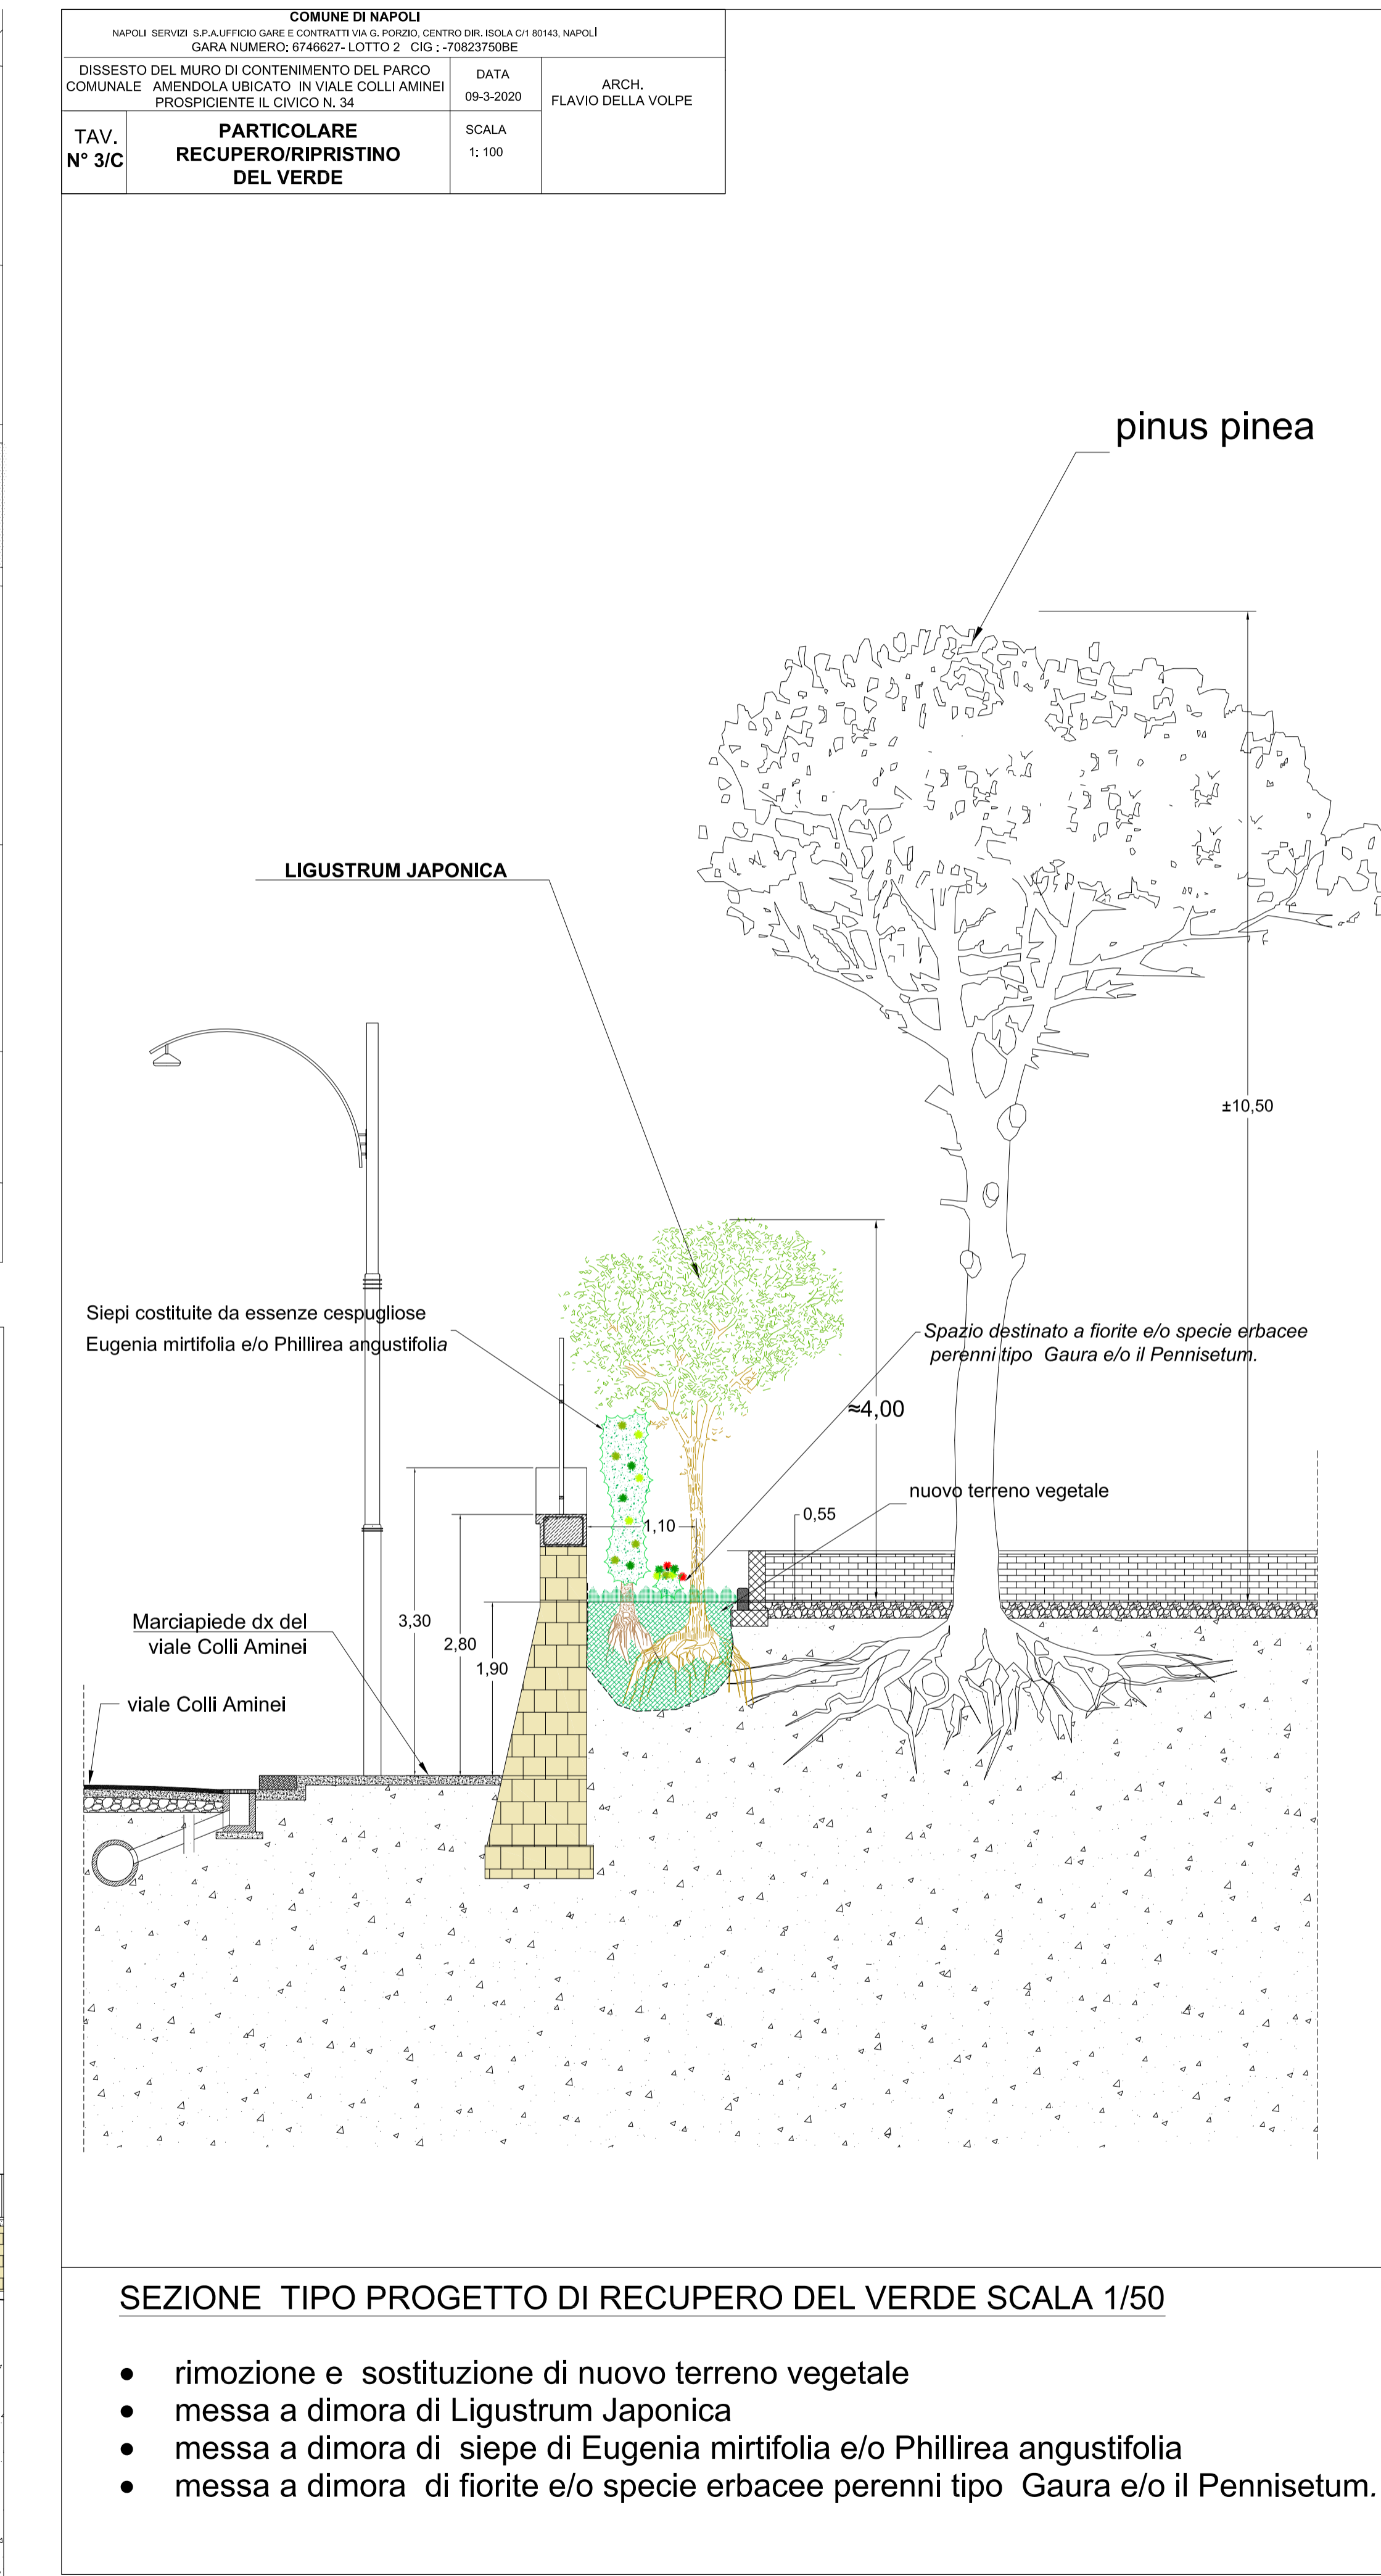 COMUNE DI NAPOLI
NAPOLI SERVIZI S.P.A.UFFICIO GARE E CONTRATTI VIA G. PORZIO, CENTRO DIR. ISOLA C/1 80143, NAPOLI
GARA NUMERO: 6746627- LOTTO 2 CIG : -70823750BE
DISSESTO DEL MURO DI CONTENIMENTO DEL PARCO
COMUNALE AMENDOLA UBICATO IN VIALE COLLI AMINEI
PROSPICIENTE IL CIVICO N. 34
DATA
09-3-2020
ARCH.
FLAVIO DELLA VOLPE
TAV.
N° 3/C
PARTICOLARE
RECUPERO/RIPRISTINO
DEL VERDE
SCALA
1: 100
pinus pinea
LIGUSTRUM JAPONICA
±10,50
Siepi costituite da essenze cespugliose
Eugenia mirtifolia e/o Phillirea angustifolia
Spazio destinato a fiorite e/o specie erbacee
perenni tipo Gaura e/o il Pennisetum.
≈4,00
nuovo terreno vegetale
0,55
1,10
3,30
2,80
1,90
Marciapiede dx del
viale Colli Aminei
viale Colli Aminei
SEZIONE TIPO PROGETTO DI RECUPERO DEL VERDE SCALA 1/50
• rimozione e sostituzione di nuovo terreno vegetale
• messa a dimora di Ligustrum Japonica
• messa a dimora di siepe di Eugenia mirtifolia e/o Phillirea angustifolia
• messa a dimora di fiorite e/o specie erbacee perenni tipo Gaura e/o il Pennisetum.